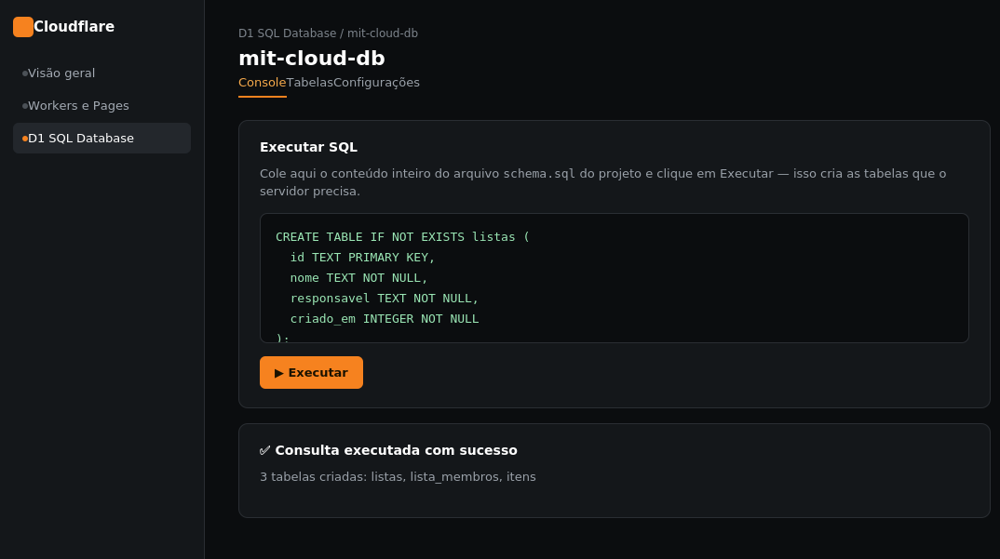 Cloudflare
Visão geral
Workers e Pages
D1 SQL Database
D1 SQL Database / mit-cloud-db
mit-cloud-db
Console Tabelas Configurações
Executar SQL
Cole aqui o conteúdo inteiro do arquivo schema.sql do projeto e clique em Executar — isso cria as tabelas que o
servidor precisa.
CREATE TABLE IF NOT EXISTS listas (
  id TEXT PRIMARY KEY,
  nome TEXT NOT NULL,
  responsavel TEXT NOT NULL,
  criado_em INTEGER NOT NULL
);
▶ Executar
✅ Consulta executada com sucesso
3 tabelas criadas: listas, lista_membros, itens